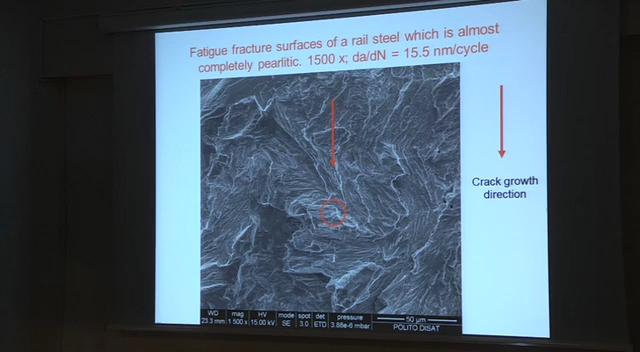 Fatigue fracture surfaces of a rail steel which is almost
completely pearlitic. 1500 x; da/dN = 15.5 nm/cycle
Crack growth
direction
WD mag HV mode spot det pressure
23.3 mm 1 500 x 15.00 kV SE 3.0 ETD 3.88e-6 mbar
50 µm
POLITO DISAT